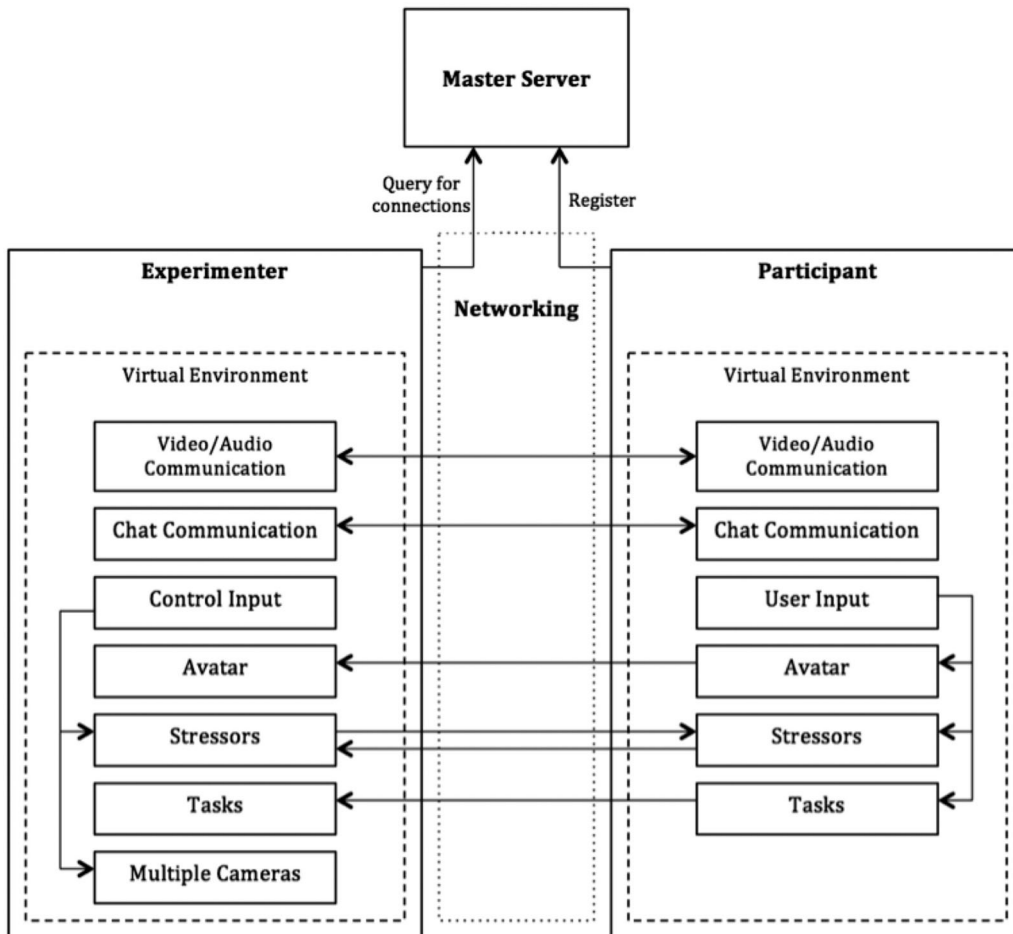 Master Server
Query for
connections
Register
Experimenter
Networking
Participant
Virtual Environment
Video/Audio
Communication
Chat Communication
Control Input
Avatar
Stressors
Tasks
Multiple Cameras
Virtual Environment
Video/Audio
Communication
Chat Communication
User Input
Avatar
Stressors
Tasks